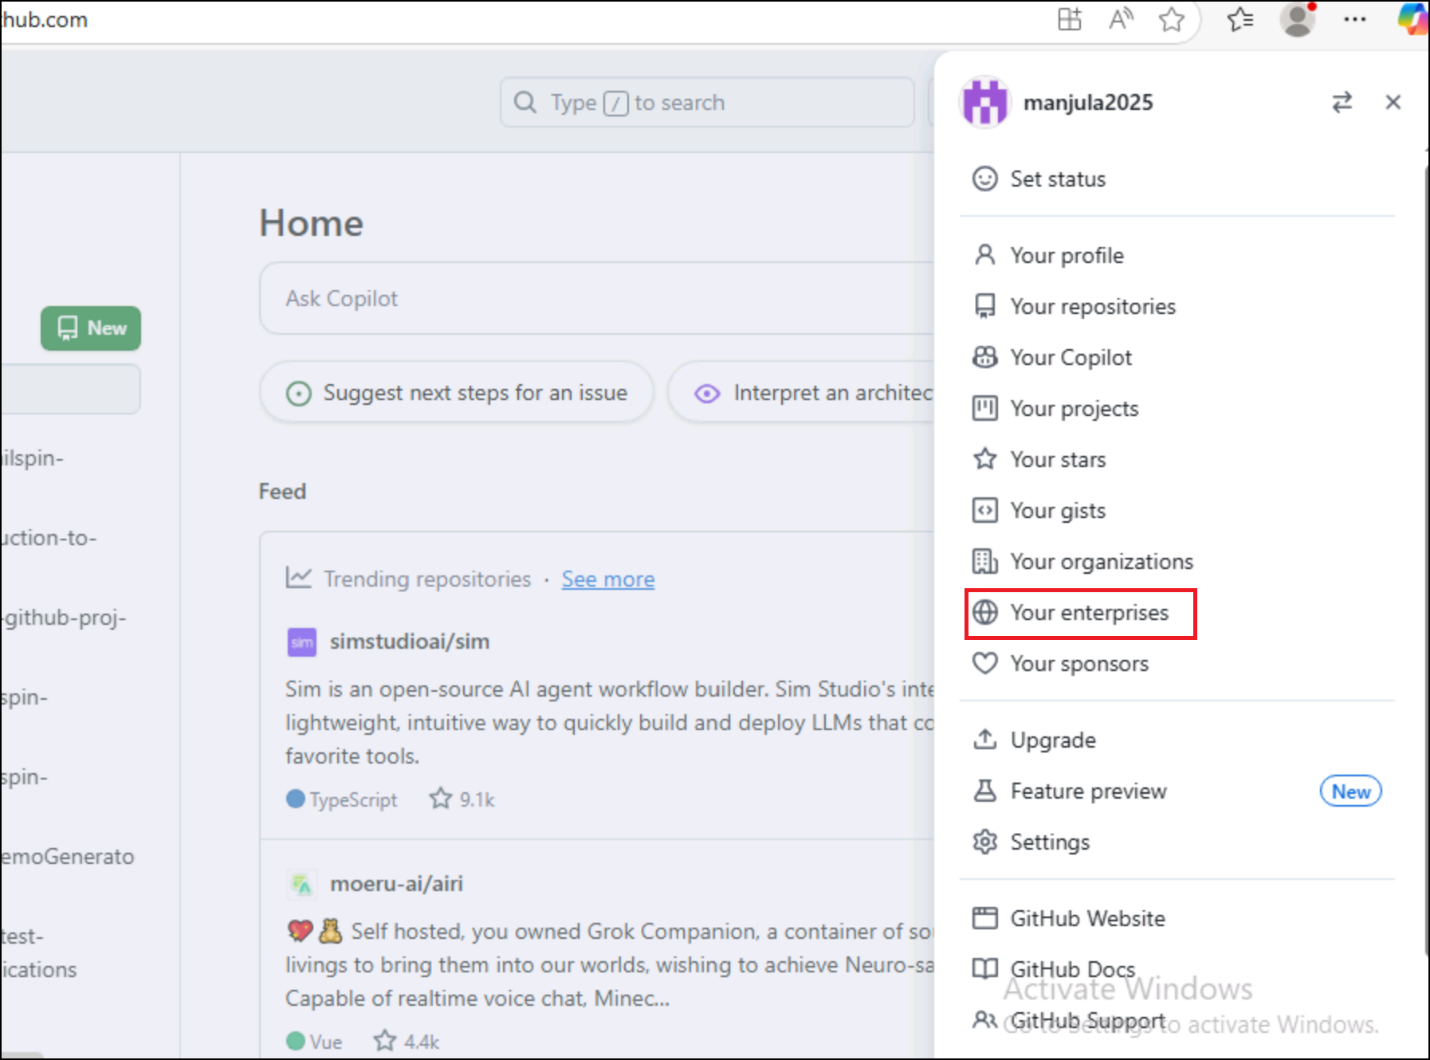 hub.com
Type / to search
manjula2025
Set status
Your profile
Your repositories
Your Copilot
Your projects
Your stars
Your gists
Your organizations
Your enterprises
Your sponsors
Upgrade
Feature preview
New
Settings
GitHub Website
GitHub Docs
GitHub Support
Activate Windows
Go to Settings to activate Windows.
New
ilspin-
uction-to-
-github-proj-
spin-
spin-
emoGenerato
test-
ications
Home
Ask Copilot
Suggest next steps for an issue
Interpret an architec
Feed
Trending repositories · See more
sim
simstudioai/sim
Sim is an open-source AI agent workflow builder. Sim Studio's inte
lightweight, intuitive way to quickly build and deploy LLMs that co
favorite tools.
TypeScript
9.1k
moeru-ai/airi
💘🧸 Self hosted, you owned Grok Companion, a container of so
livings to bring them into our worlds, wishing to achieve Neuro-sa
Capable of realtime voice chat, Minec...
Vue
4.4k